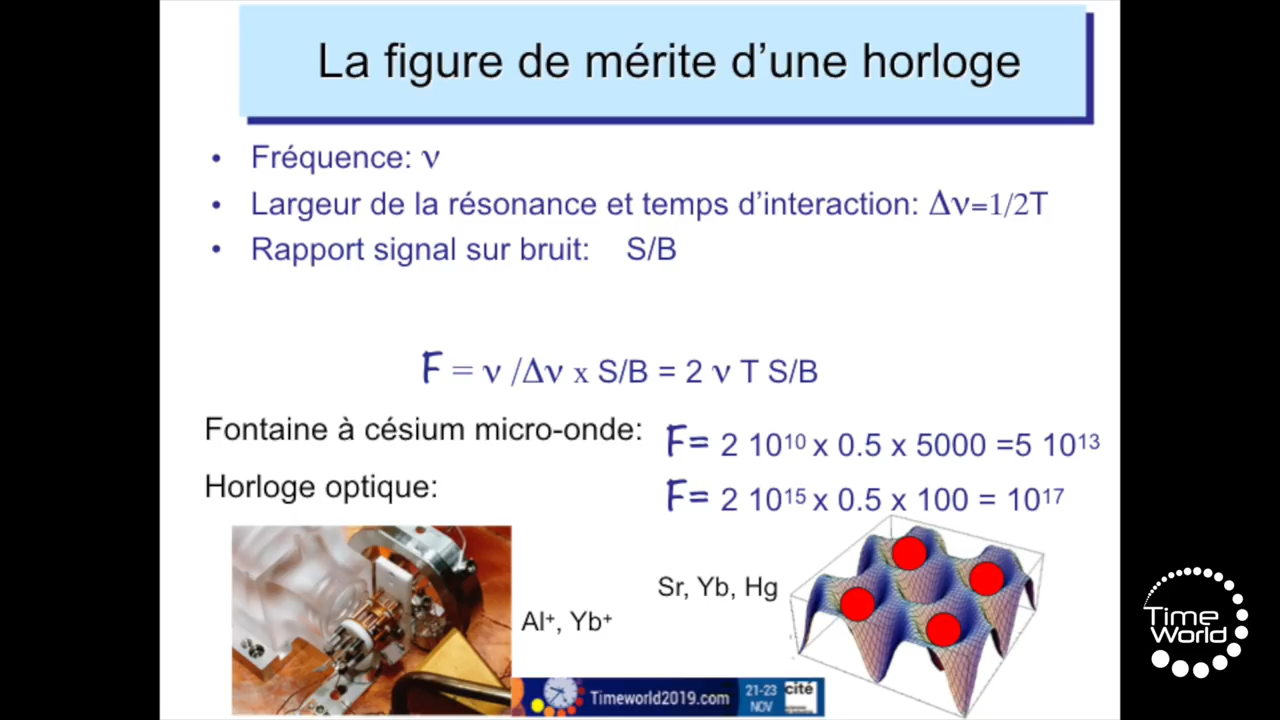 La figure de mérite d’une horloge
• Fréquence: ν
• Largeur de la résonance et temps d’interaction: Δν=1/2T
• Rapport signal sur bruit: S/B
F = ν /Δν x S/B = 2 ν T S/B
Fontaine à césium micro-onde: F= 2 10¹⁰ x 0.5 x 5000 =5 10¹³
Horloge optique: F= 2 10¹⁵ x 0.5 x 100 = 10¹⁷
Sr, Yb, Hg
Al⁺, Yb⁺
Time
World
Timeworld2019.com
21-23
NOV
cité